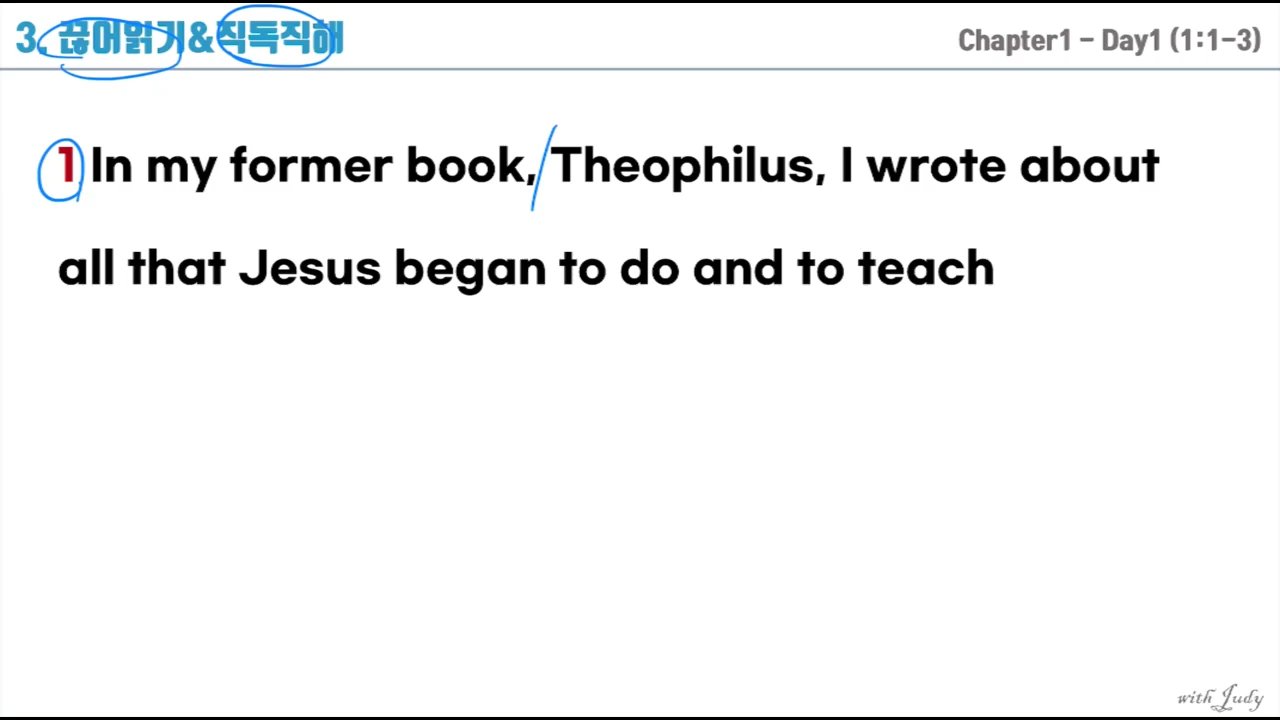 3. 끊어읽기&직독직해
Chapter1 - Day1 (1:1-3)
1 In my former book, Theophilus, I wrote about
all that Jesus began to do and to teach
with Judy